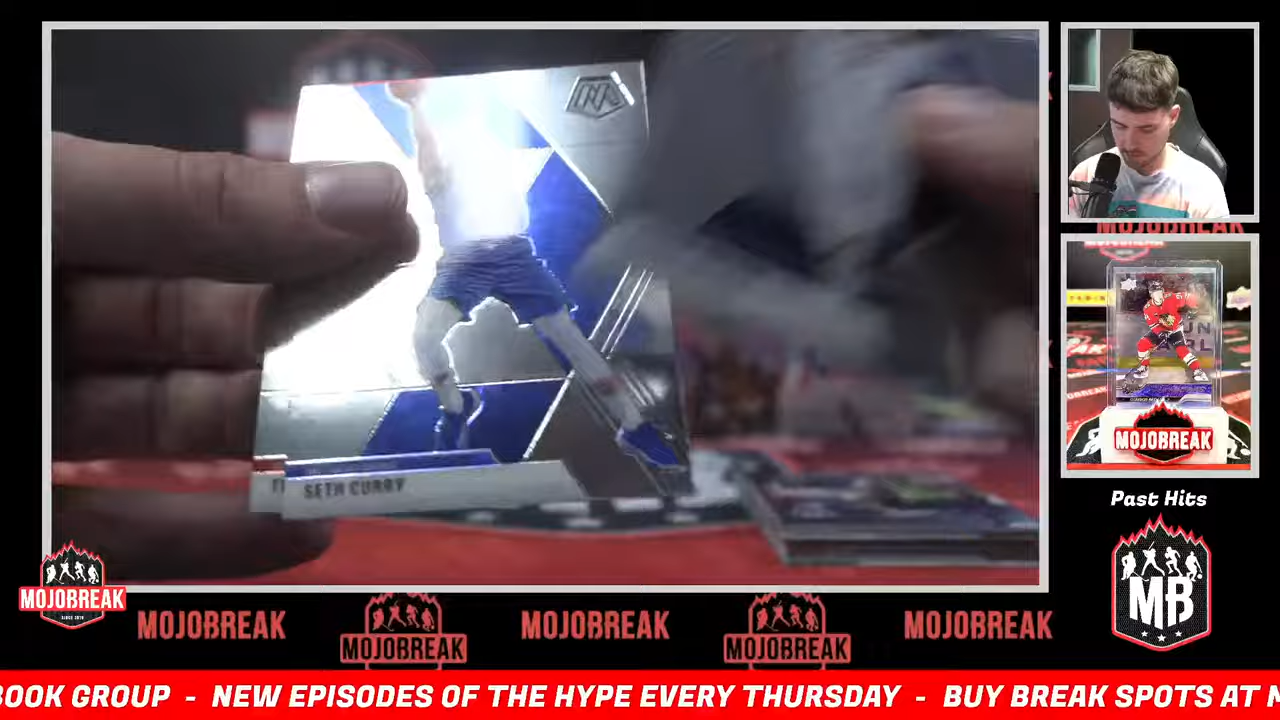 SETH CURRY
Past Hits
MOJOBREAK
MB
MOJOBREAK
MOJOBREAK
MOJOBREAK
MOJOBREAK
MOJOBREAK
MOJOBREAK
BOOK GROUP - NEW EPISODES OF THE HYPE EVERY THURSDAY - BUY BREAK SPOTS AT